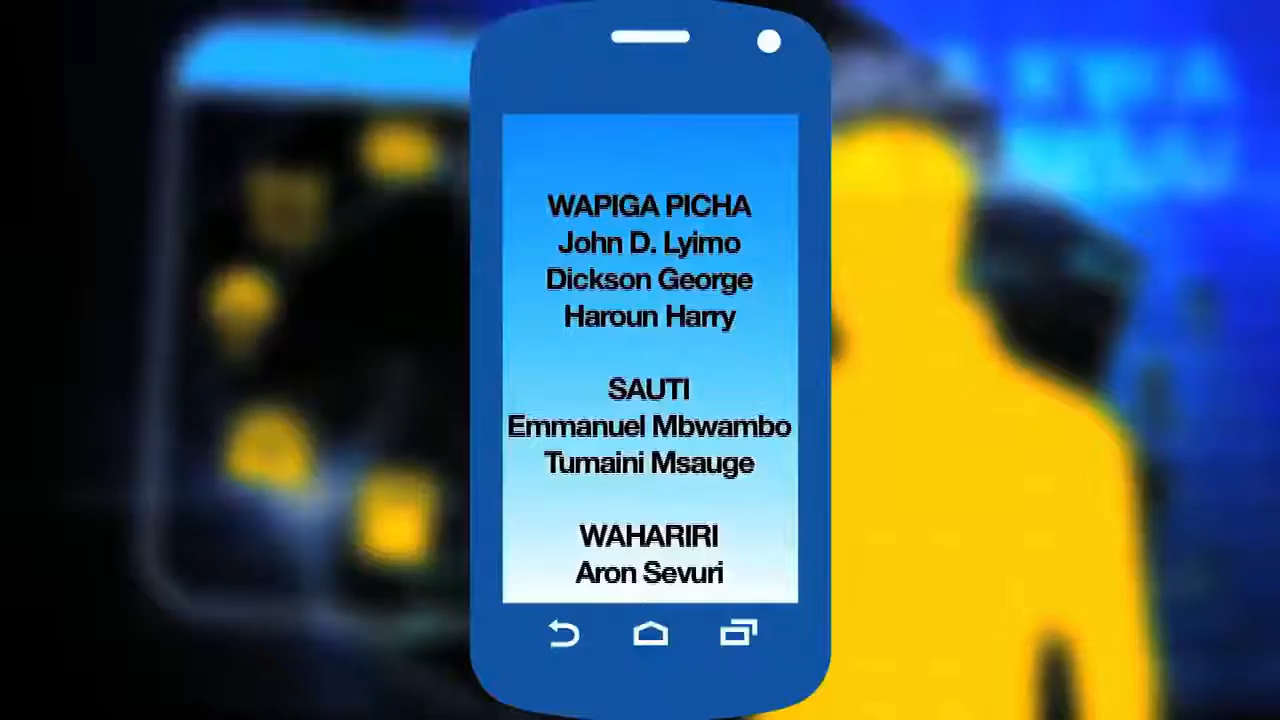 WAPIGA PICHA
John D. Lyimo
Dickson George
Haroun Harry
SAUTI
Emmanuel Mbwambo
Tumaini Msauge
WAHARIRI
Aron Sevuri